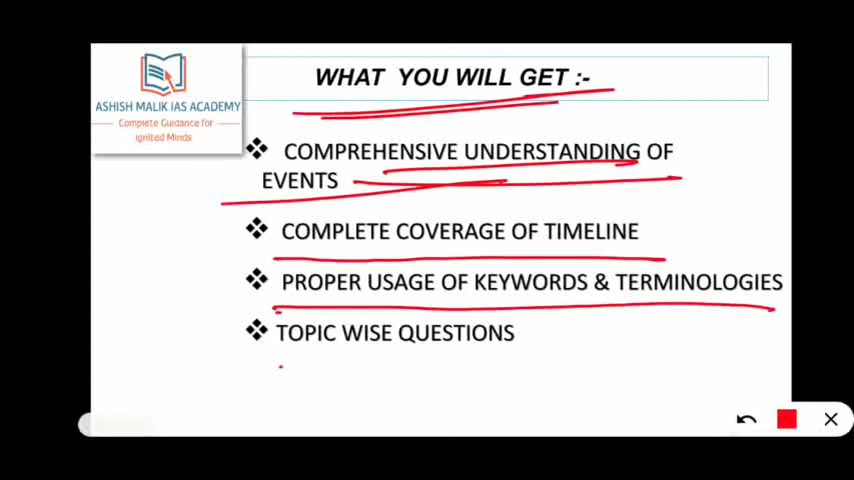 ASHISH MALIK IAS ACADEMY
Complete Guidance for
Ignited Minds
WHAT YOU WILL GET :-
❖ COMPREHENSIVE UNDERSTANDING OF
EVENTS
❖ COMPLETE COVERAGE OF TIMELINE
❖ PROPER USAGE OF KEYWORDS & TERMINOLOGIES
❖ TOPIC WISE QUESTIONS